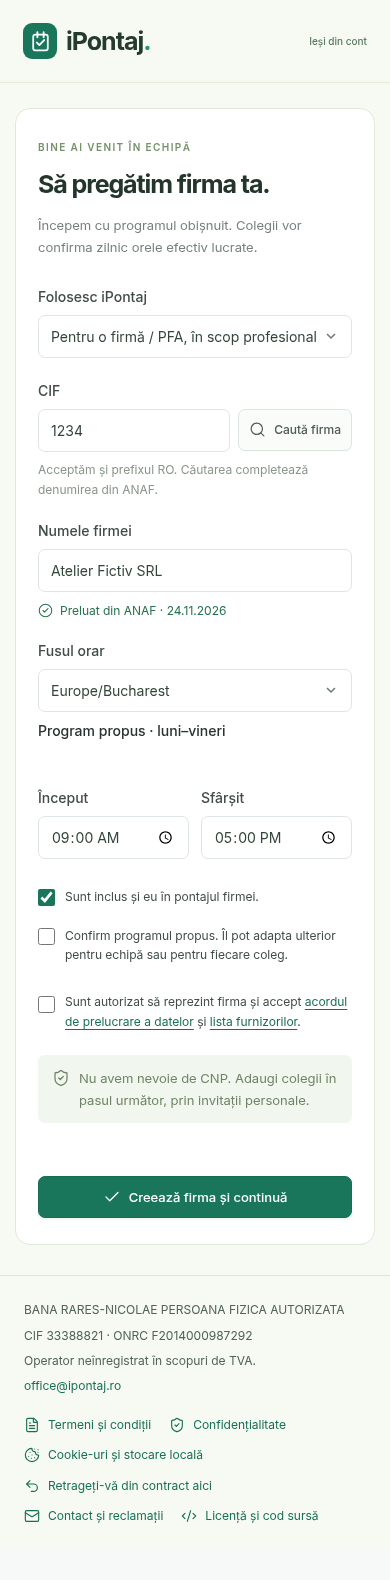 iPontaj.
Ieși din cont
BINE AI VENIT ÎN ECHIPĂ
Să pregătim firma ta.
Începem cu programul obișnuit. Colegii vor
confirma zilnic orele efectiv lucrate.
Folosesc iPontaj
Pentru o firmă / PFA, în scop profesional
CIF
1234
Caută firma
Acceptăm și prefixul RO. Căutarea completează
denumirea din ANAF.
Numele firmei
Atelier Fictiv SRL
Preluat din ANAF · 24.11.2026
Fusul orar
Europe/Bucharest
Program propus · luni–vineri
Început
Sfârșit
09:00 AM
05:00 PM
Sunt inclus și eu în pontajul firmei.
Confirm programul propus. Îl pot adapta ulterior
pentru echipă sau pentru fiecare coleg.
Sunt autorizat să reprezint firma și accept acordul
de prelucrare a datelor și lista furnizorilor.
Nu avem nevoie de CNP. Adaugi colegii în
pasul următor, prin invitații personale.
Creează firma și continuă
BANA RARES-NICOLAE PERSOANA FIZICA AUTORIZATA
CIF 33388821 · ONRC F2014000987292
Operator neînregistrat în scopuri de TVA.
office@ipontaj.ro
Termeni și condiții
Confidențialitate
Cookie-uri și stocare locală
Retrageți-vă din contract aici
Contact și reclamații
Licență și cod sursă